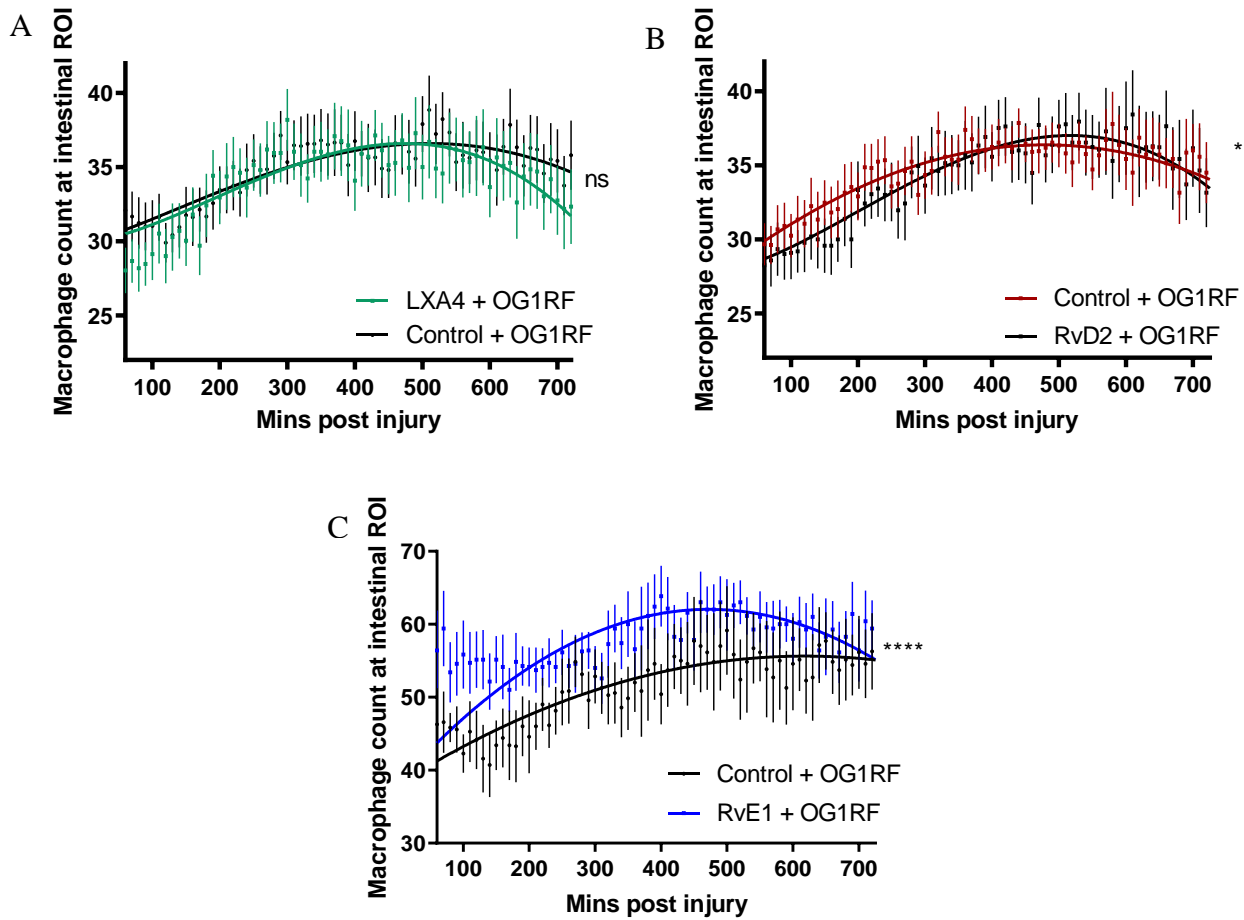 A
Macrophage count at intestinal ROI
40
35
30
25
100 200 300 400 500 600 700
Mins post injury
LXA4 + OG1RF
Control + OG1RF
ns
B
Macrophage count at intestinal ROI
40
35
30
25
100 200 300 400 500 600 700
Mins post injury
Control + OG1RF
RvD2 + OG1RF
*
C
Macrophage count at intestinal ROI
70
60
50
40
30
100 200 300 400 500 600 700
Mins post injury
Control + OG1RF
RvE1 + OG1RF
****